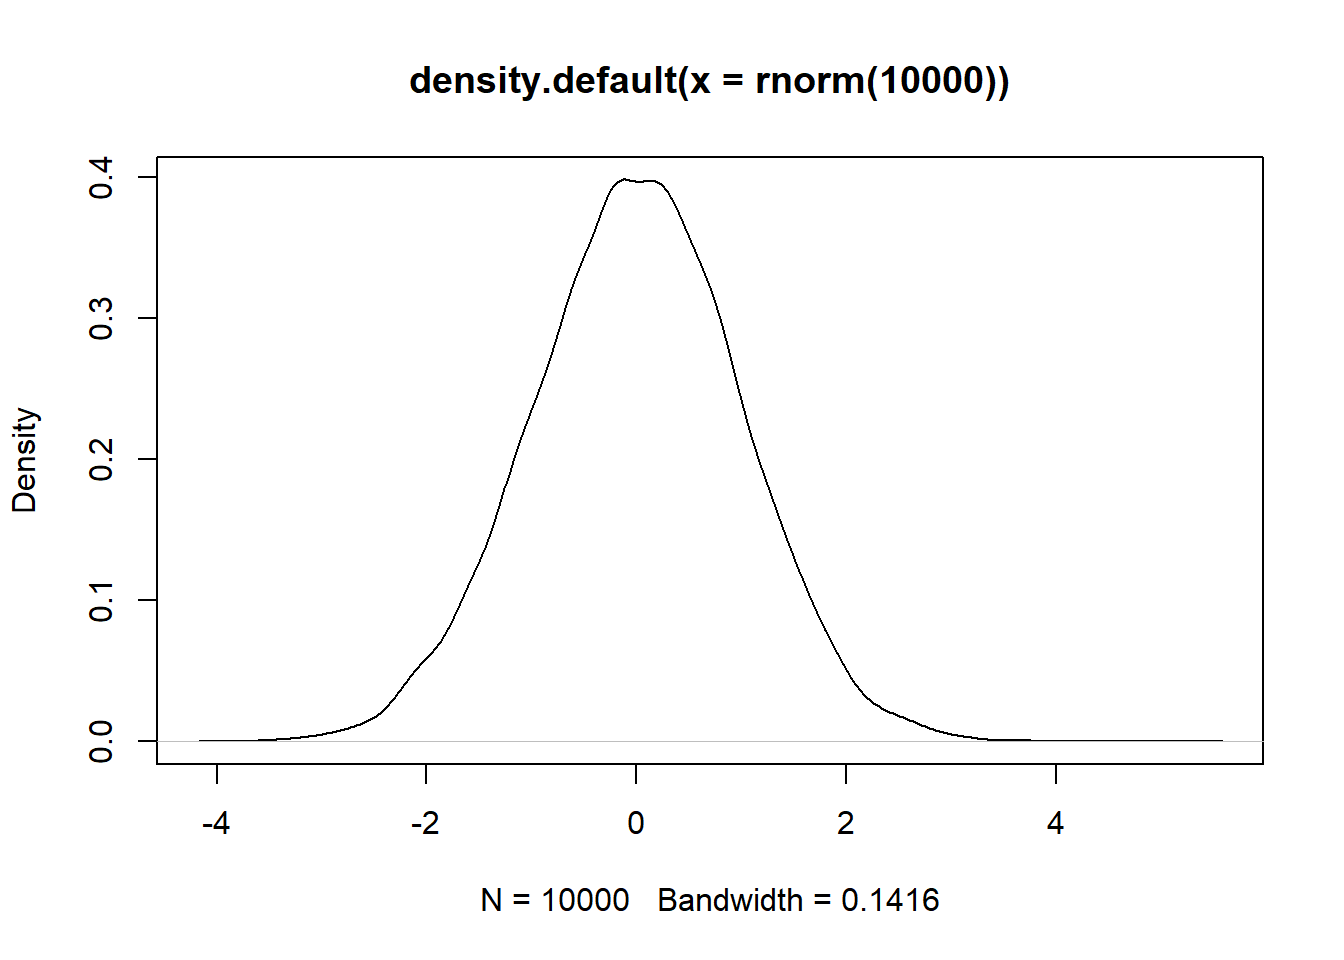 density.default(x = rnorm(10000))
Density
0.4
0.3
0.2
0.1
0.0
-4 -2 0 2 4
N = 10000 Bandwidth = 0.1416